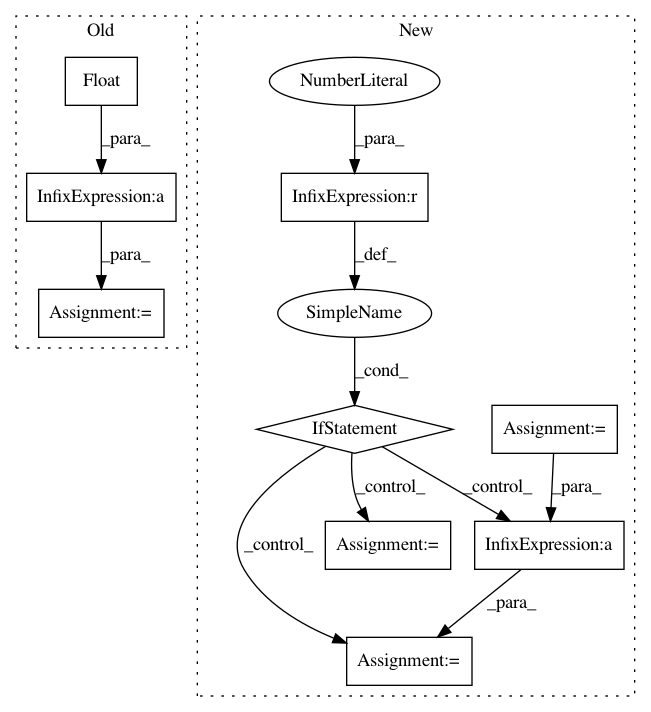 Old
New
Float
NumberLiteral
_para_
_para_
InfixExpression:a
InfixExpression:r
_para_
_def_
Assignment:=
SimpleName
_cond_
IfStatement
Assignment:=
_control_
_control_
_para_
_control_
Assignment:=
InfixExpression:a
_para_
Assignment:=